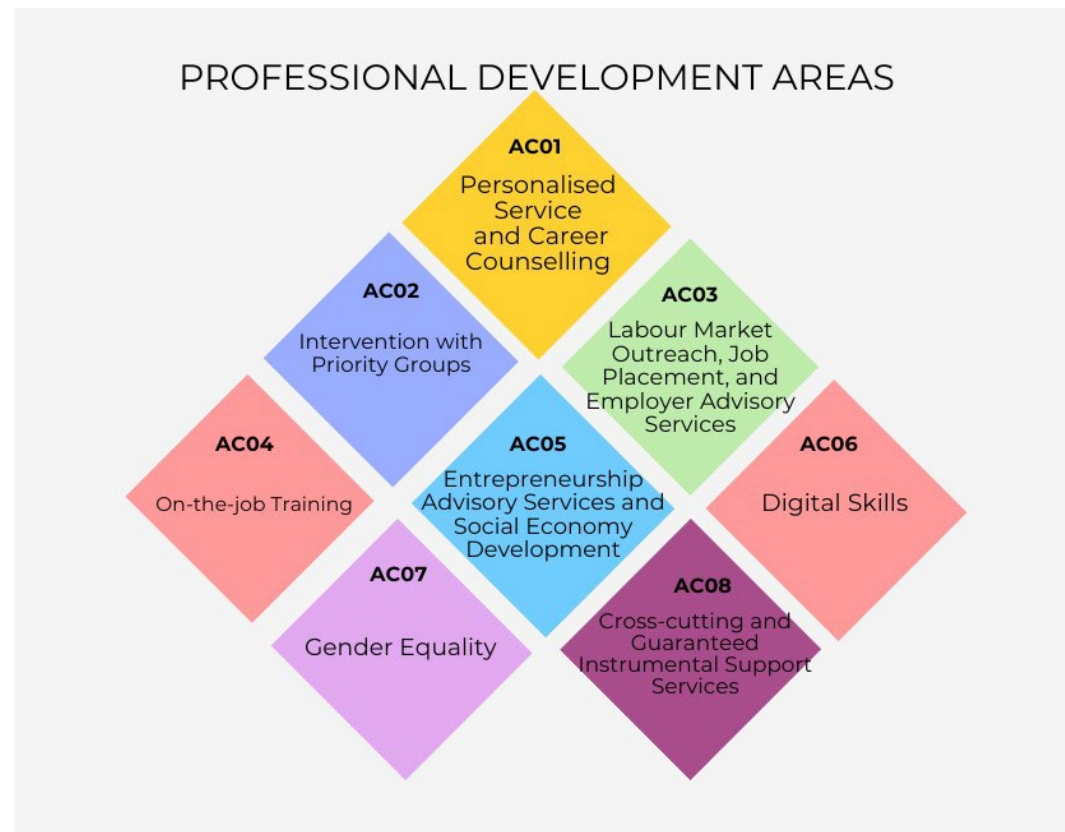 PROFESSIONAL DEVELOPMENT AREAS
AC01
Personalised
Service
and Career
Counselling
AC02
Intervention with
Priority Groups
AC03
Labour Market
Outreach, Job
Placement, and
Employer Advisory
Services
AC04
On-the-job Training
AC05
Entrepreneurship
Advisory Services and
Social Economy
Development
AC06
Digital Skills
AC07
Gender Equality
AC08
Cross-cutting and
Guaranteed
Instrumental Support
Services